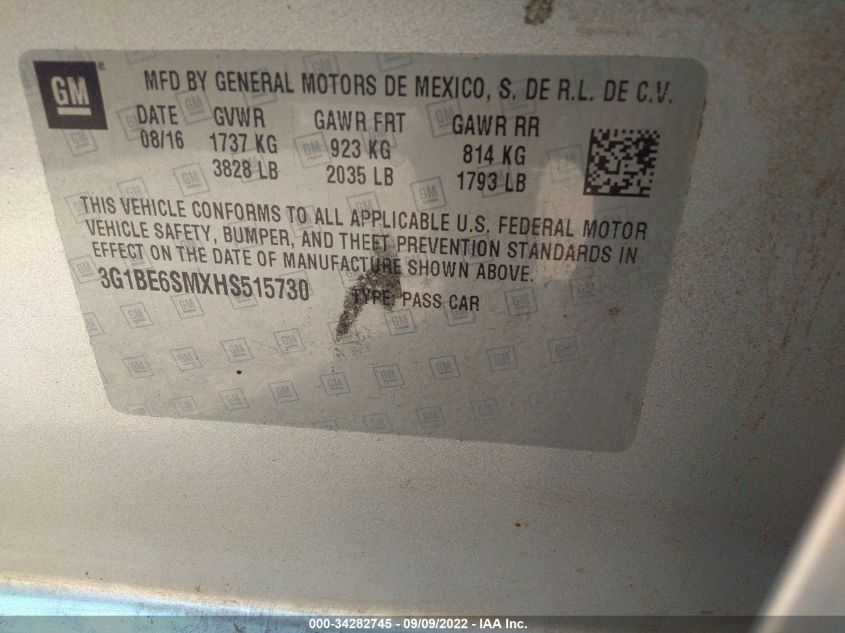 GM
MFD BY GENERAL MOTORS DE MEXICO, S. DE R.L. DE C.V.
DATE GVWR GAWR FRT GAWR RR
08/16 1737 KG 923 KG 814 KG
3828 LB 2035 LB 1793 LB
THIS VEHICLE CONFORMS TO ALL APPLICABLE U.S. FEDERAL MOTOR
VEHICLE SAFETY, BUMPER, AND THEFT PREVENTION STANDARDS IN
EFFECT ON THE DATE OF MANUFACTURE SHOWN ABOVE.
3G1BE6SMXHS515730 TYPE: PASS CAR
000-34282745 - 09/09/2022 - IAA Inc.